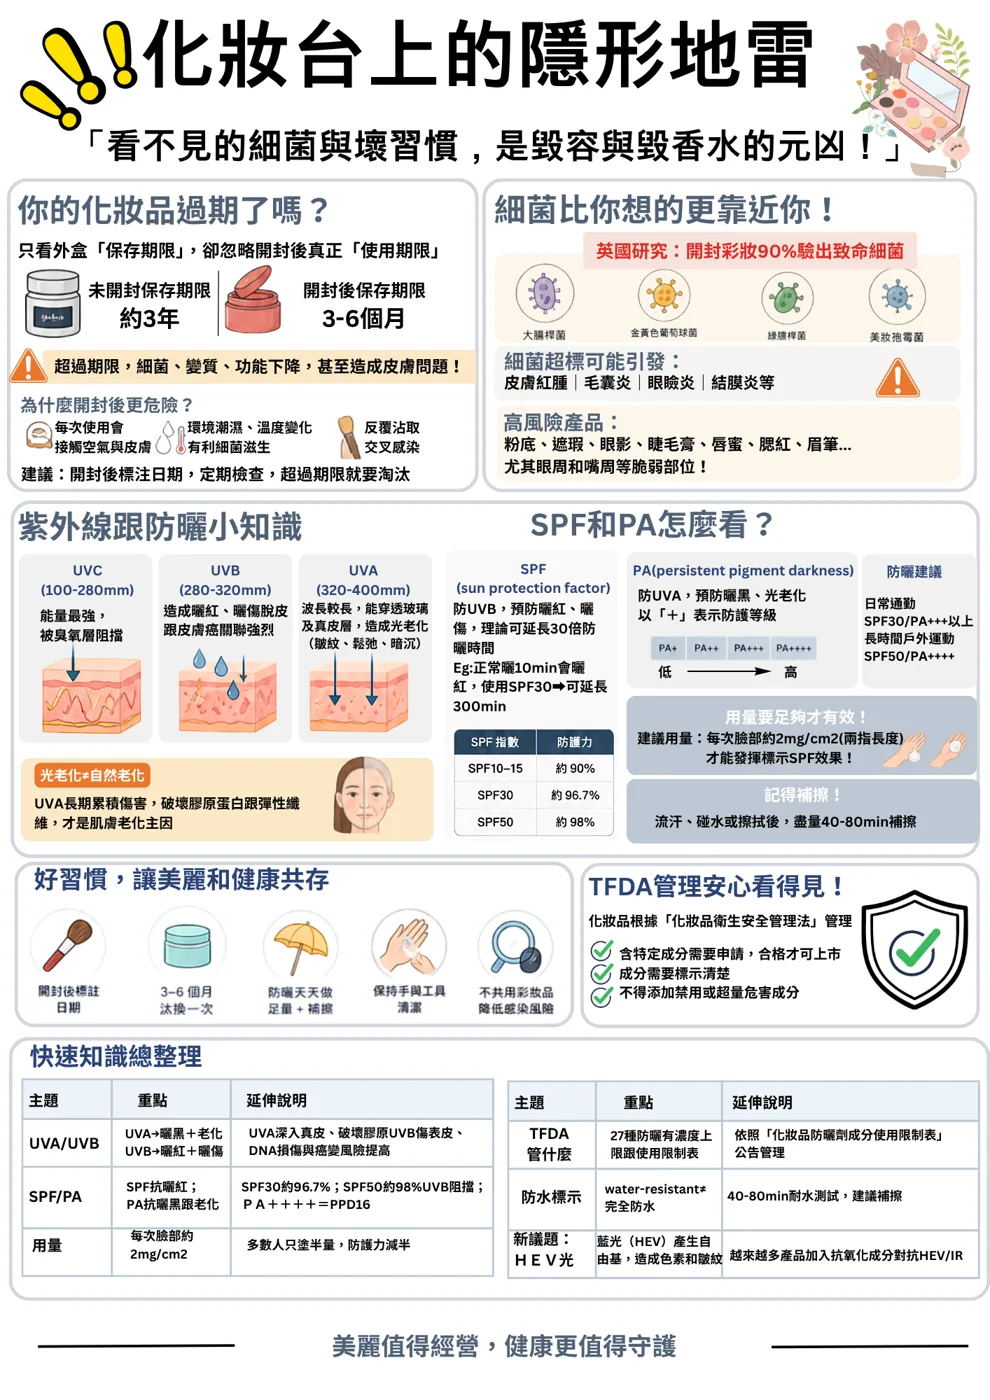 化妝台上的隱形地雷
「看不見的細菌與壞習慣,是毀容與毀香水的元凶!」
你的化妝品過期了嗎?
只看外盒「保存期限」,卻忽略開封後真正「使用期限」
未開封保存期限
約3年
開封後保存期限
3-6個月
超過期限,細菌、變質、功能下降,甚至造成皮膚問題!
為什麼開封後更危險?
每次使用會
接觸空氣與皮膚
環境潮濕、溫度變化
有利細菌滋生
反覆沾取
交叉感染
建議:開封後標注日期,定期檢查,超過期限就要淘汰
細菌比你想的更靠近你!
英國研究:開封彩妝90%驗出致命細菌
大腸桿菌
金黃色葡萄球菌
綠膿桿菌
細菌超標可能引發:
皮膚紅腫|毛囊炎|眼瞼炎|結膜炎等
高風險產品:
粉底、遮瑕、眼影、睫毛膏、唇蜜、腮紅、眉筆...
尤其眼周和嘴周等脆弱部位!
紫外線跟防曬小知識
UVC
(100-280mm)
能量最強,
被臭氧層阻擋
UVB
(280-320mm)
造成曬紅、曬傷脫皮
跟皮膚癌關聯強烈
UVA
(320-400mm)
波長較長,能穿透玻璃
及真皮層,造成光老化
(皺紋、鬆弛、暗沉)
光老化≠自然老化
UVA長期累積傷害,破壞膠原蛋白跟彈性纖
維,才是肌膚老化主因
SPF和PA怎麼看?
SPF
(sun protection factor)
防UVB,預防曬紅、曬
傷,理論可延長30倍防
曬時間
Eg:正常曬10min會曬
紅,使用SPF30➡可延長
300min
SPF 指數 防護力
SPF10–15 約 90%
SPF30 約 96.7%
SPF50 約 98%
PA(persistent pigment darkness)
防UVA,預防曬黑、光老化
以「+」表示防護等級
PA+ PA++ PA+++ PA++++
低 高
防曬建議
日常通勤
SPF30/PA+++以上
長時間戶外運動
SPF50/PA++++
用量要足夠才有效!
建議用量:每次臉部約2mg/cm2(兩指長度)
才能發揮標示SPF效果!
記得補擦!
流汗、碰水或擦拭後,盡量40-80min補擦
好習慣,讓美麗和健康共存
開封後標註
日期
3–6 個月
汰換一次
防曬天天做
足量 + 補擦
保持手與工具
清潔
不共用彩妝品
降低感染風險
TFDA管理安心看得見!
化妝品根據「化妝品衛生安全管理法」管理
含特定成分需要申請,合格才可上市
成分需要標示清楚
不得添加禁用或超量危害成分
快速知識總整理
主題 重點 延伸說明
UVA/UVB
UVA→曬黑+老化
UVB→曬紅+曬傷
UVA深入真皮、破壞膠原UVB傷表皮、
DNA損傷與癌變風險提高
SPF/PA
SPF抗曬紅;
PA抗曬黑跟老化
SPF30約96.7%;SPF50約98%UVB阻擋;
PA++++=PPD16
用量
每次臉部約
2mg/cm2
多數人只塗半量,防護力減半
主題 重點 延伸說明
TFDA
管什麼
27種防曬有濃度上
限跟使用限制表
依照「化妝品防曬劑成分使用限制表」
公告管理
防水標示
water-resistant≠
完全防水
40-80min耐水測試,建議補擦
新議題:
HEV光
藍光(HEV)產生自
由基,造成色素和皺紋
越來越多產品加入抗氧化成分對抗HEV/IR
美麗值得經營,健康更值得守護